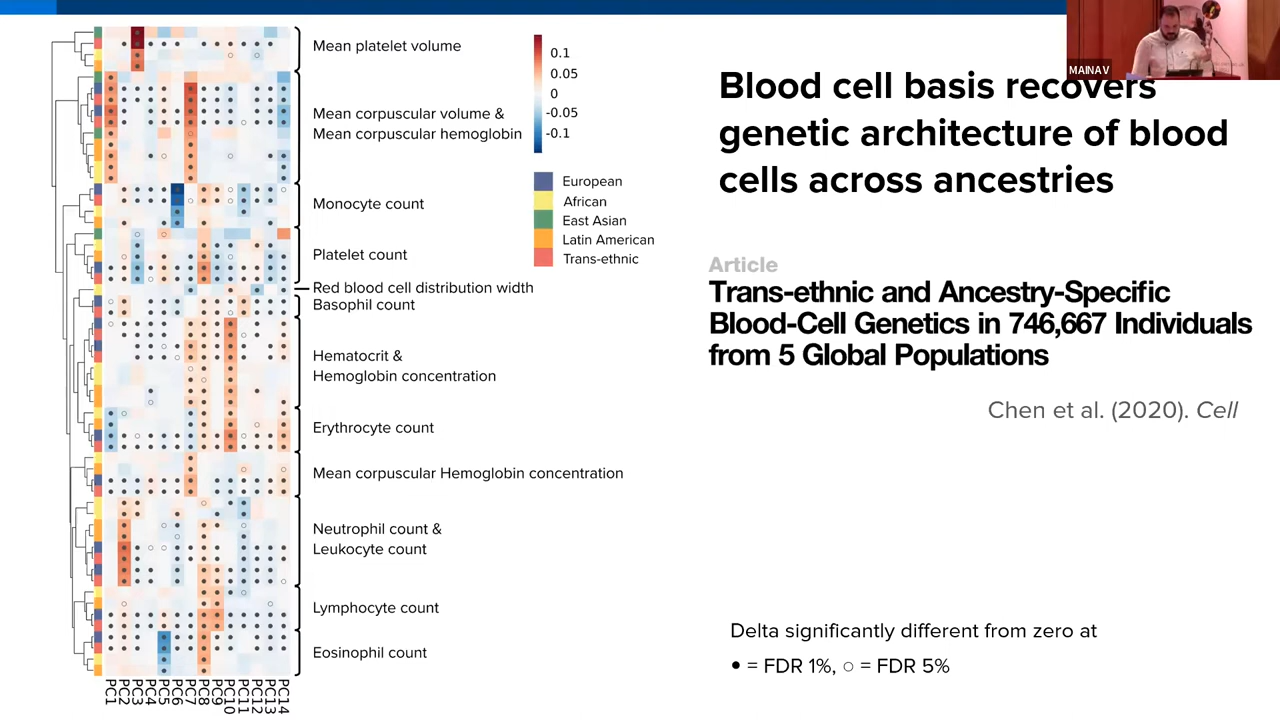 MAINAV
Blood cell basis recovers
genetic architecture of blood
cells across ancestries
Article
Trans-ethnic and Ancestry-Specific
Blood-Cell Genetics in 746,667 Individuals
from 5 Global Populations
Chen et al. (2020). Cell
Delta significantly different from zero at
● = FDR 1%, ○ = FDR 5%
Mean platelet volume
Mean corpuscular volume &
Mean corpuscular hemoglobin
Monocyte count
Platelet count
Red blood cell distribution width
Basophil count
Hematocrit &
Hemoglobin concentration
Erythrocyte count
Mean corpuscular Hemoglobin concentration
Neutrophil count &
Leukocyte count
Lymphocyte count
Eosinophil count
0.1
0.05
0
-0.05
-0.1
European
African
East Asian
Latin American
Trans-ethnic
PC1
PC2
PC3
PC4
PC5
PC6
PC7
PC8
PC9
PC10
PC11
PC12
PC13
PC14